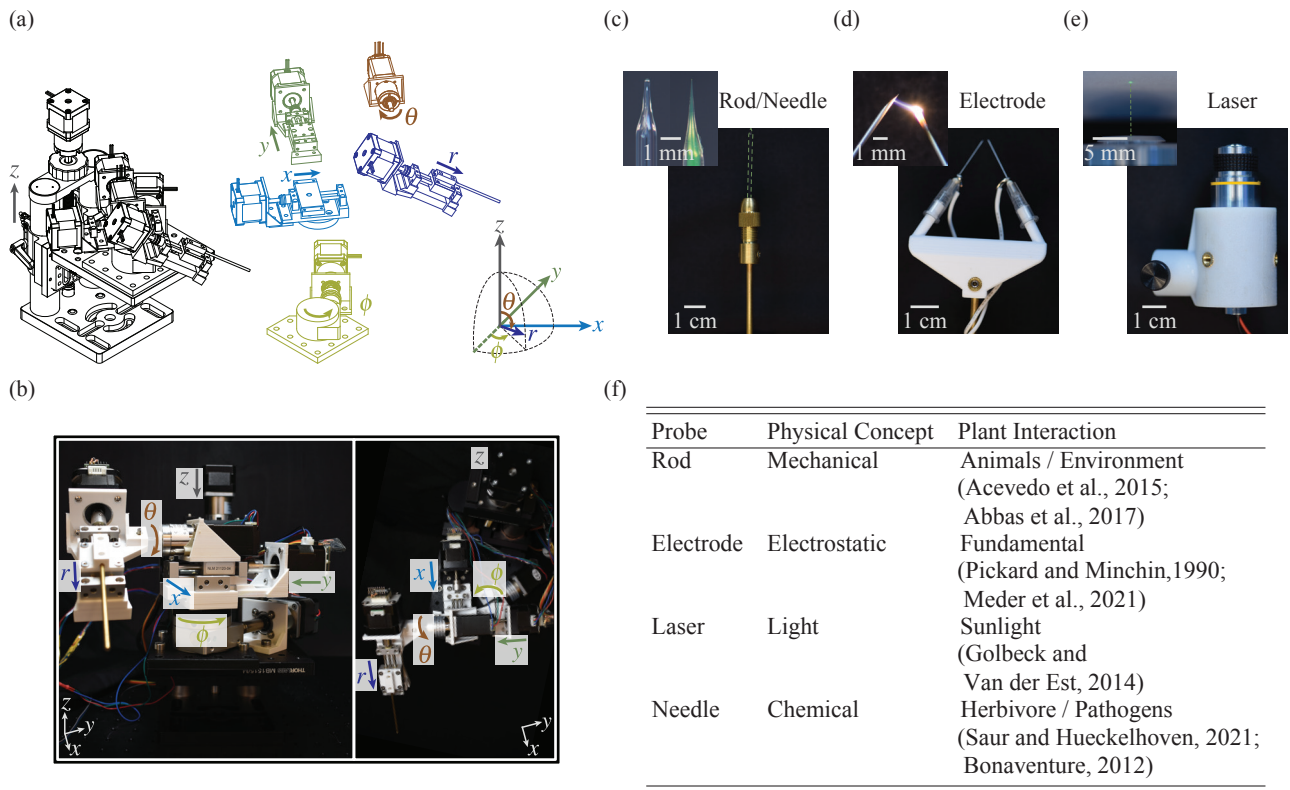 (a)
z
y
θ
r
x
ϕ
z
y
θ
x
r
ϕ
(b)
z
θ
r
x
y
ϕ
z
y
x
z
x
ϕ
θ
y
r
y
x
(c)
Rod/Needle
1 mm
1 cm
(d)
Electrode
1 mm
1 cm
(e)
Laser
5 mm
1 cm
(f)
Probe Physical Concept Plant Interaction
Rod Mechanical Animals / Environment
(Acevedo et al., 2015;
Abbas et al., 2017)
Electrode Electrostatic Fundamental
(Pickard and Minchin,1990;
Meder et al., 2021)
Laser Light Sunlight
(Golbeck and
Van der Est, 2014)
Needle Chemical Herbivore / Pathogens
(Saur and Hueckelhoven, 2021;
Bonaventure, 2012)